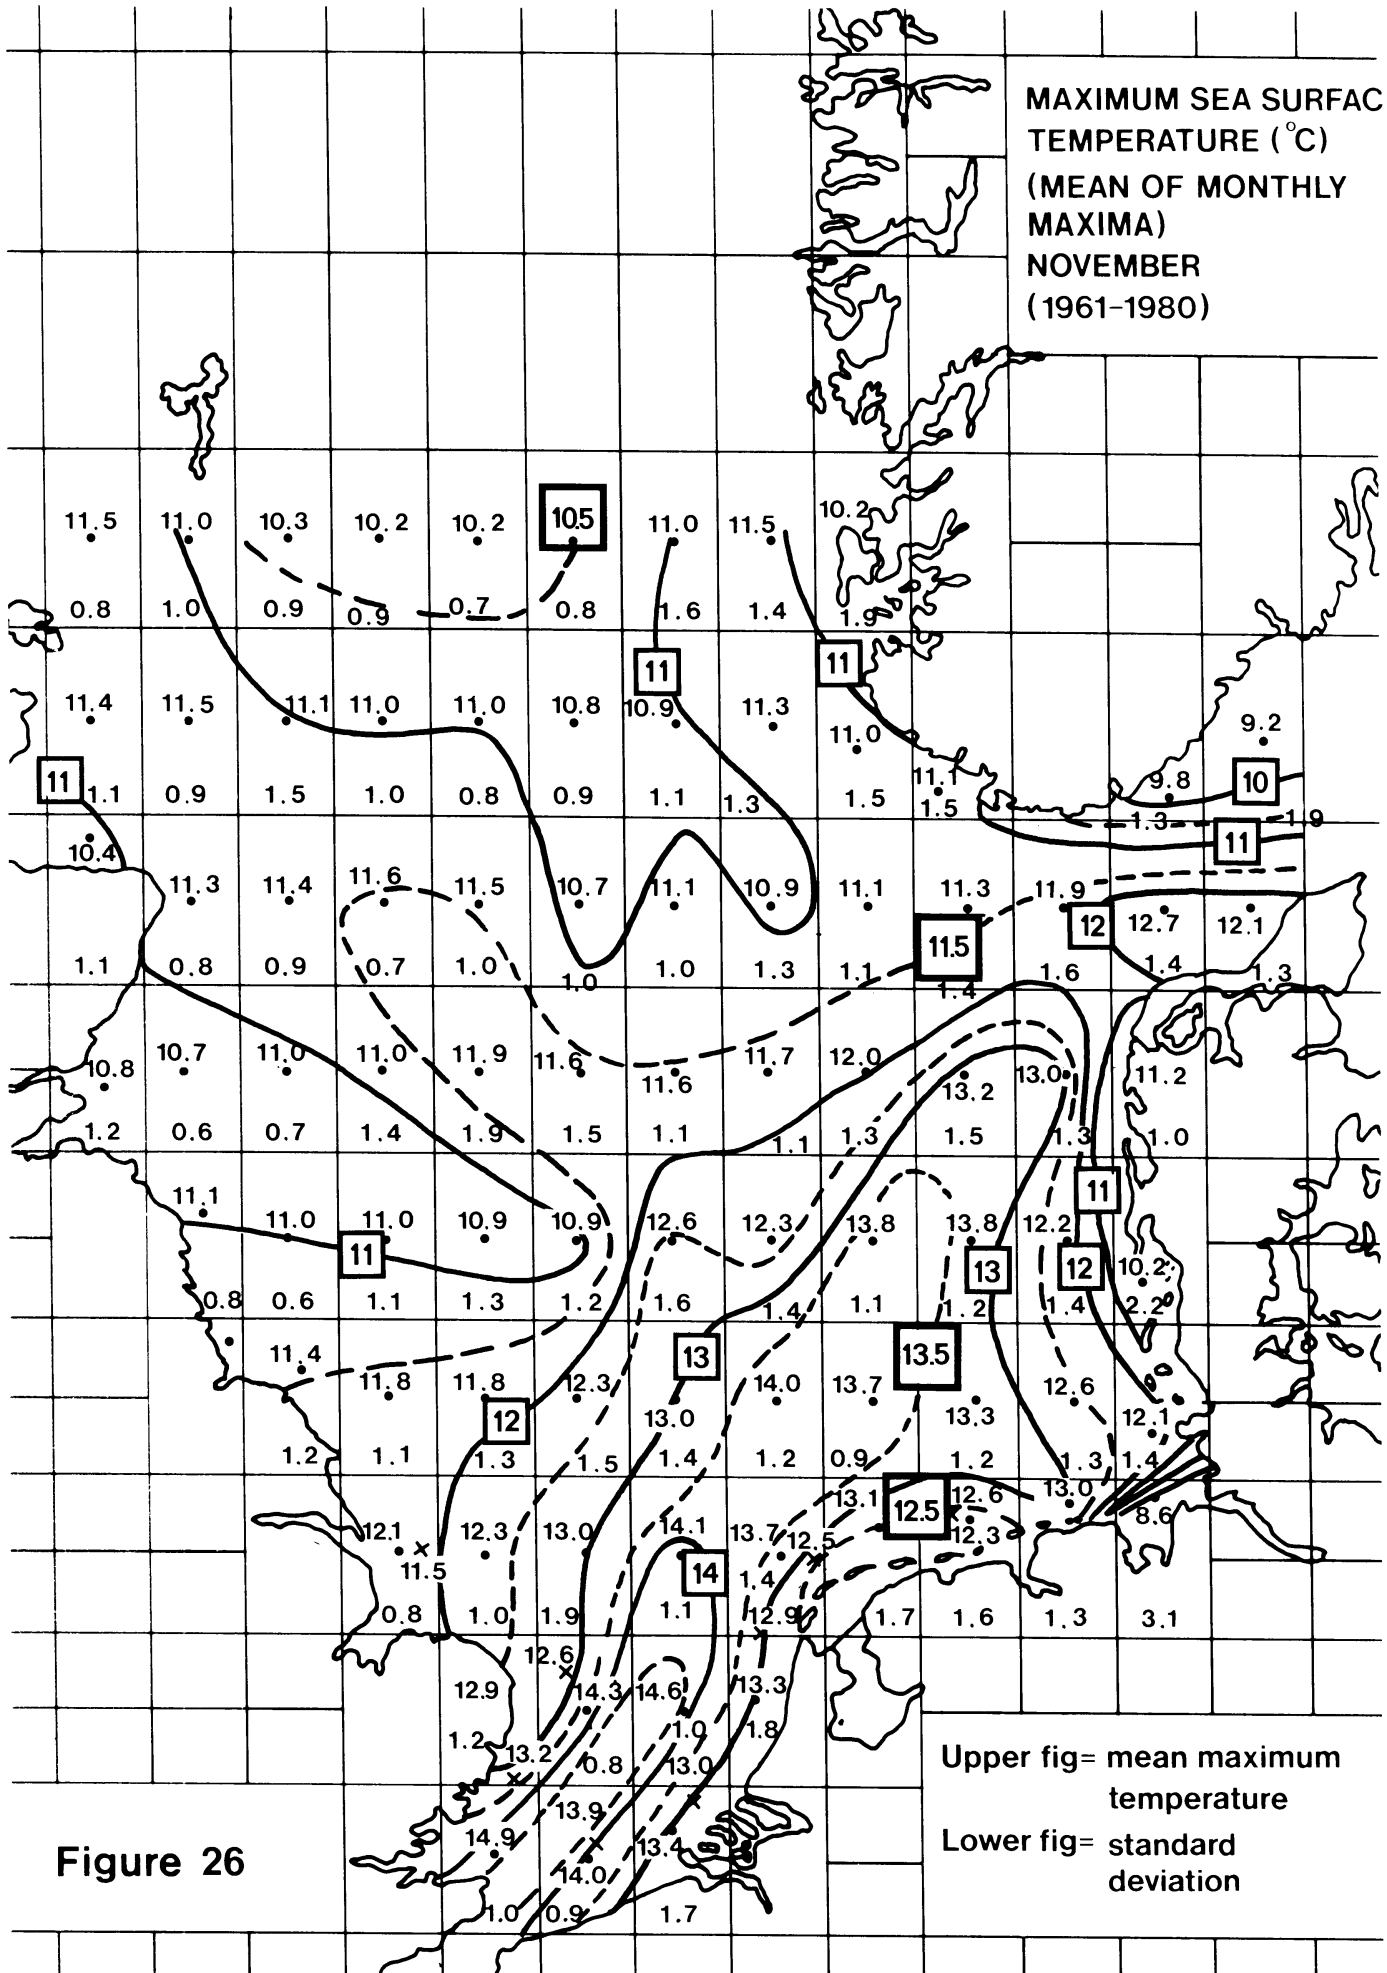 MAXIMUM SEA SURFAC
TEMPERATURE (°C)
(MEAN OF MONTHLY
MAXIMA)
NOVEMBER
(1961-1980)
11.5 11.0 10.3 10.2 10.2 10.5 11.0 11.5 10.2
0.8 1.0 0.9 0.9 0.7 0.8 1.6 1.4 1.9
11 11
11.4 11.5 11.1 11.0 11.0 10.8 10.9 11.3 11.0 9.2
11 11.1 9.8 10
1.1 0.9 1.5 1.0 0.8 0.9 1.1 1.3 1.5 1.5 1.3 1.9
10.4 11
11.3 11.4 11.6 11.5 10.7 11.1 10.9 11.1 11.3 11.9 12.7 12.1
11.5 12
1.1 0.8 0.9 0.7 1.0 1.0 1.0 1.3 1.1 1.4 1.6 1.4 1.3
10.8 10.7 11.0 11.0 11.9 11.6 11.6 11.7 12.0 13.2 13.0 11.2
1.2 0.6 0.7 1.4 1.9 1.5 1.1 1.1 1.3 1.5 1.3 1.0
11
11.1 11.0 11.0 10.9 10.9 12.6 12.3 13.8 13.8 12.2
11 13 12 10.2
0.8 0.6 1.1 1.3 1.2 1.6 1.4 1.1 1.2 1.4 2.2
13 13.5
11.4 11.8 11.8 12.3 13.0 14.0 13.7 13.3 12.6 12.1
12
1.2 1.1 1.3 1.5 1.4 1.2 0.9 1.2 1.3 1.4
13.1 12.5 12.6 13.0 8.6
12.1 11.5 12.3 13.0 14.1 13.7 12.5 12.3
14 1.4
0.8 1.0 1.9 1.1 12.9 1.7 1.6 1.3 3.1
12.6
12.9 14.3 14.6 13.3
1.2 1.0 1.8
13.2 0.8 13.0
13.9
14.9 13.4
14.0
1.0 0.9 1.7
Upper fig= mean maximum
temperature
Lower fig= standard
deviation
Figure 26